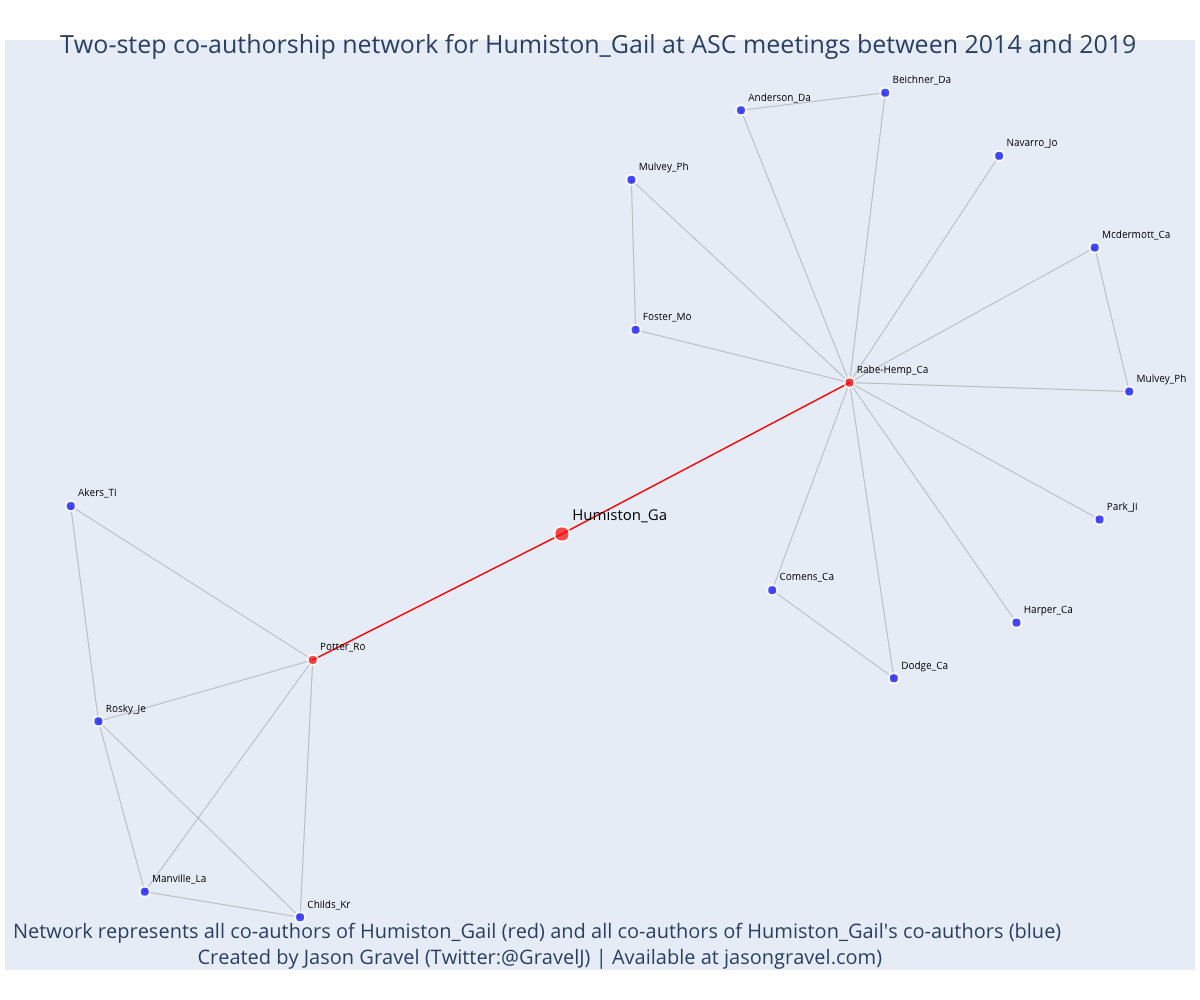 Two-step co-authorship network for Humiston_Gail at ASC meetings between 2014 and 2019
Beichner_Da
Anderson_Da
Navarro_Jo
Mulvey_Ph
Mcdermott_Ca
Foster_Mo
Rabe-Hemp_Ca
Mulvey_Ph
Akers_Ti
Park_Ji
Humiston_Ga
Comens_Ca
Harper_Ca
Potter_Ro
Dodge_Ca
Rosky_Je
Manville_La
Childs_Kr
Network represents all co-authors of Humiston_Gail (red) and all co-authors of Humiston_Gail's co-authors (blue)
Created by Jason Gravel (Twitter:@GravelJ) | Available at jasongravel.com)